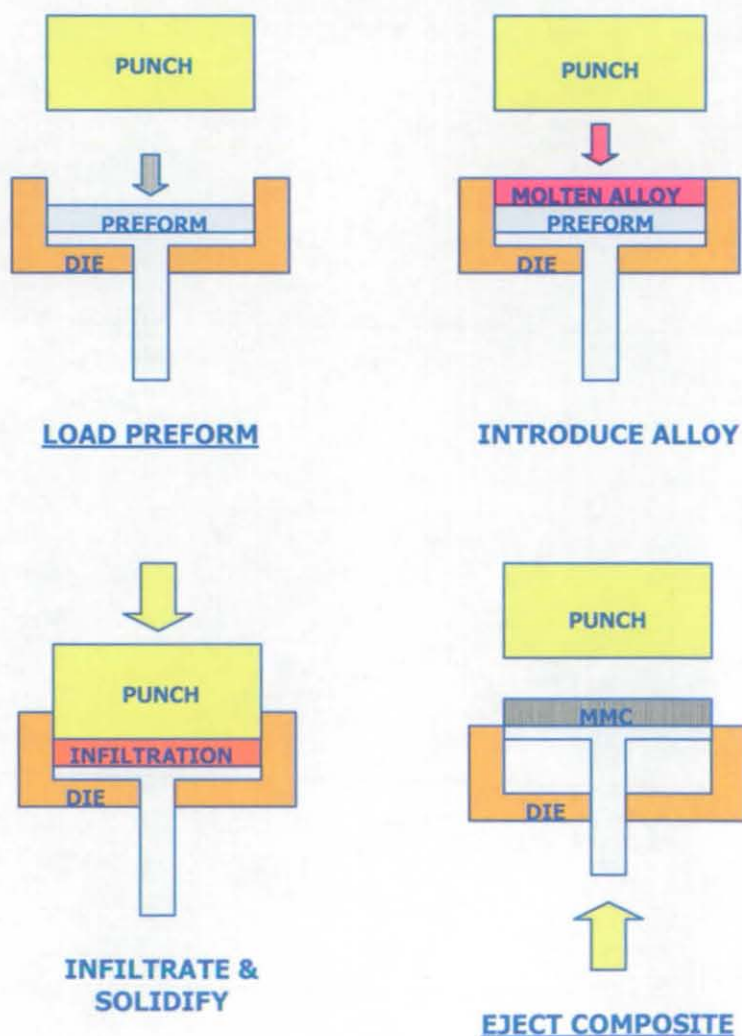 PUNCH
PREFORM
DIE
LOAD PREFORM
PUNCH
MOLTEN ALLOY
PREFORM
DIE
INTRODUCE ALLOY
PUNCH
INFILTRATION
DIE
INFILTRATE &
SOLIDIFY
PUNCH
MMC
DIE
EJECT COMPOSITE